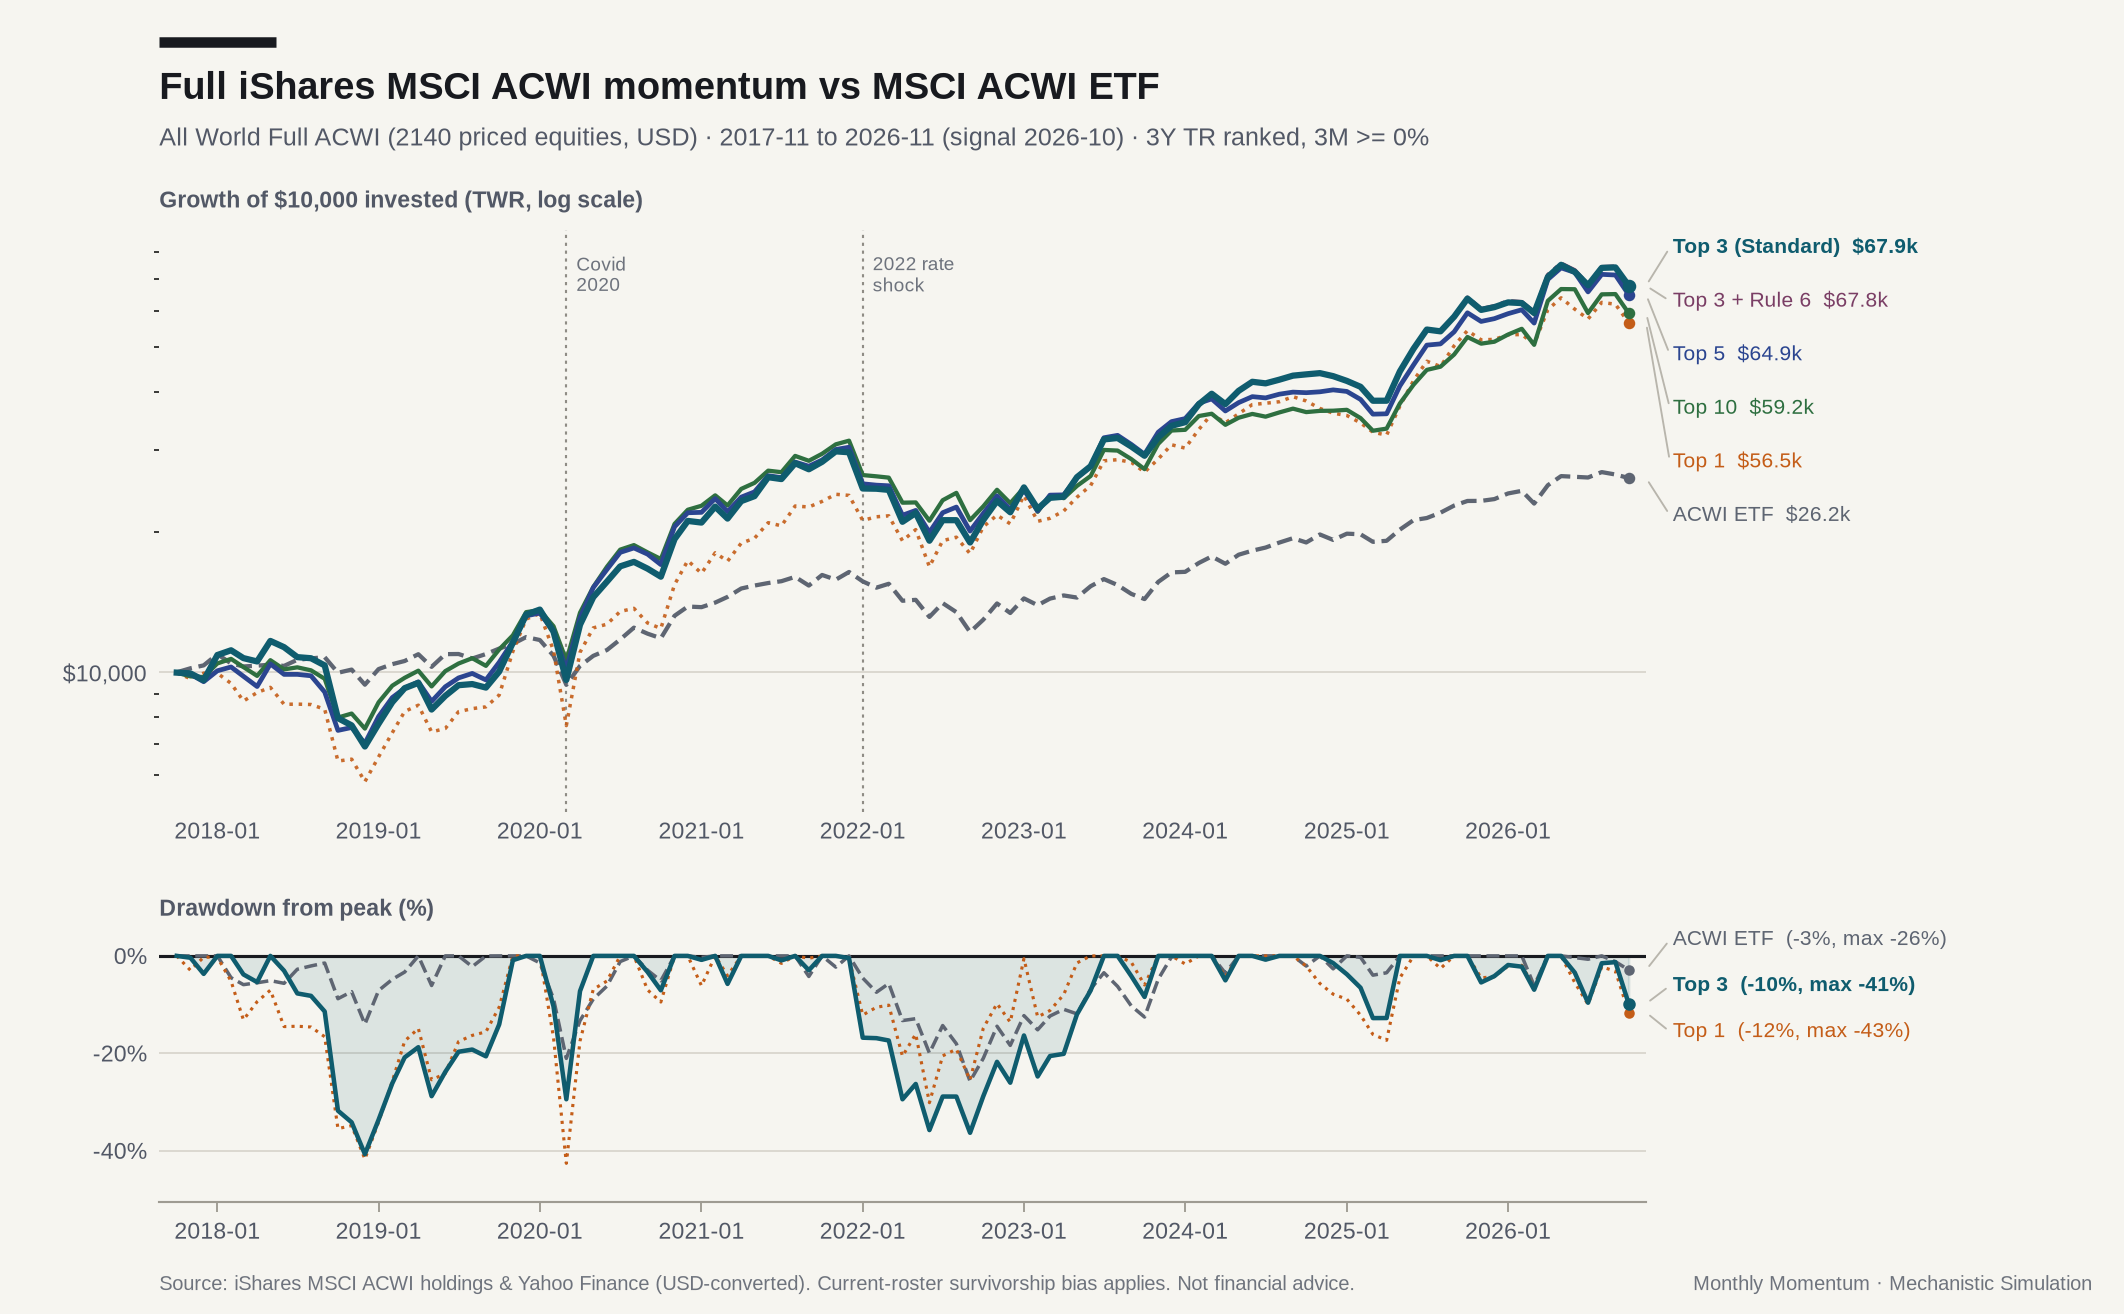 Full iShares MSCI ACWI momentum vs MSCI ACWI ETF
All World Full ACWI (2140 priced equities, USD) · 2017-11 to 2026-11 (signal 2026-10) · 3Y TR ranked, 3M >= 0%
Growth of $10,000 invested (TWR, log scale)
Covid
2020
2022 rate
shock
Top 3 (Standard) $67.9k
Top 3 + Rule 6 $67.8k
Top 5 $64.9k
Top 10 $59.2k
Top 1 $56.5k
ACWI ETF $26.2k
$10,000
2018-01 2019-01 2020-01 2021-01 2022-01 2023-01 2024-01 2025-01 2026-01
Drawdown from peak (%)
0%
-20%
-40%
ACWI ETF (-3%, max -26%)
Top 3 (-10%, max -41%)
Top 1 (-12%, max -43%)
2018-01 2019-01 2020-01 2021-01 2022-01 2023-01 2024-01 2025-01 2026-01
Source: iShares MSCI ACWI holdings & Yahoo Finance (USD-converted). Current-roster survivorship bias applies. Not financial advice.
Monthly Momentum · Mechanistic Simulation